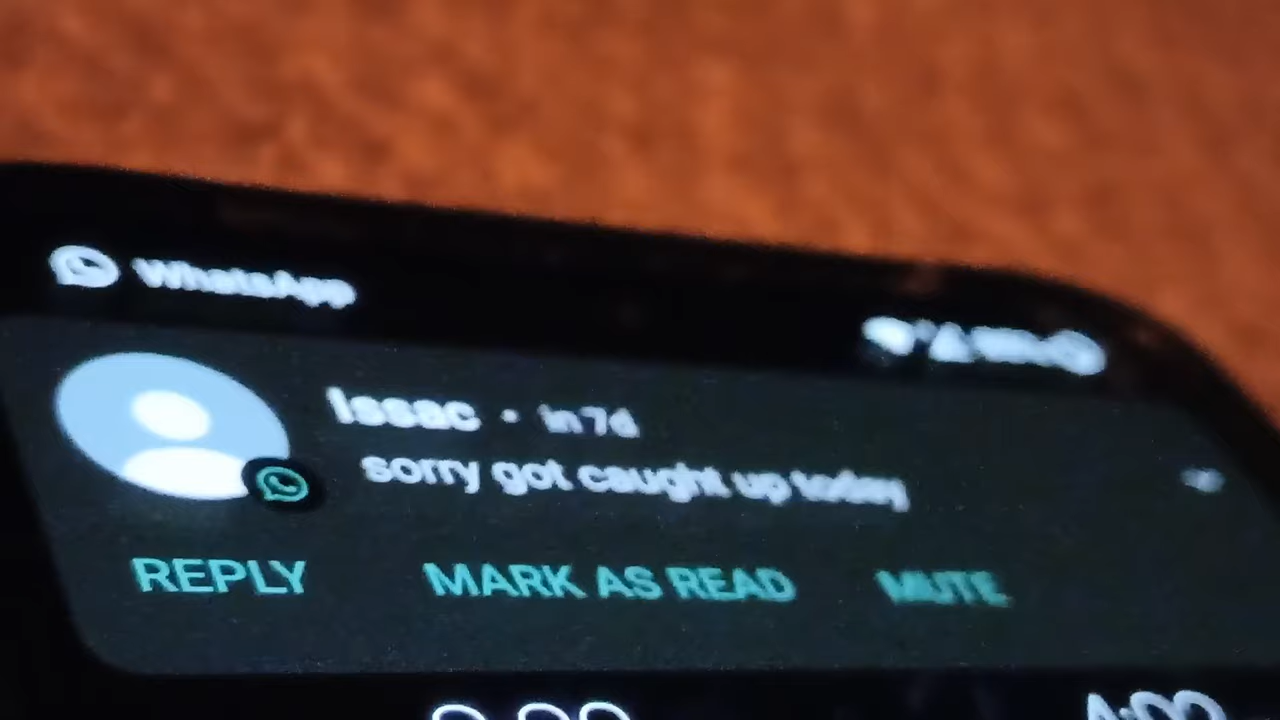 WhatsApp
Issac • in 7d
sorry got caught up today
REPLY MARK AS READ MUTE